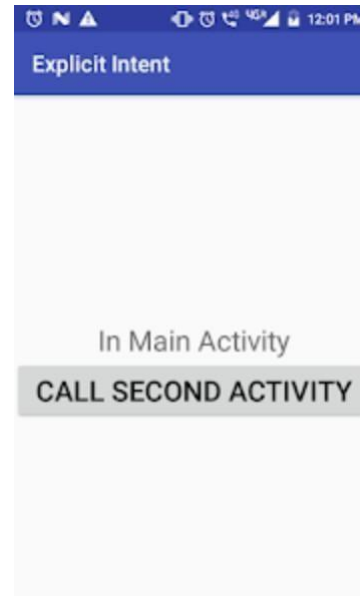 12:01 PM
Explicit Intent
In Main Activity
CALL SECOND ACTIVITY